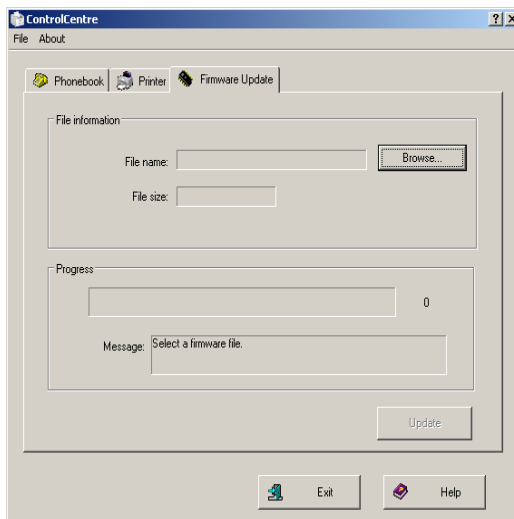 ControlCentre
File About
Phonebook Printer Firmware Update
File information
File name: Browse...
File size:
Progress
0
Message: Select a firmware file.
Update
Exit Help